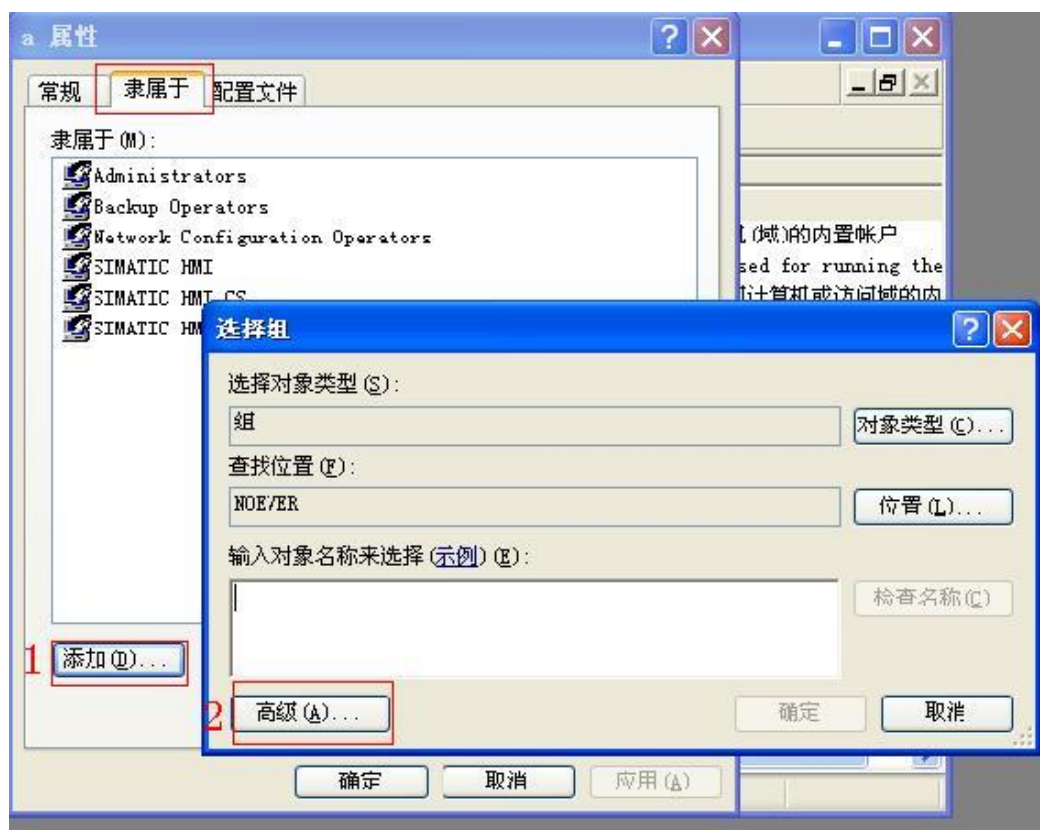 a 属性
常规 隶属于 配置文件
隶属于(M):
Administrators
Backup Operators
Network Configuration Operators
SIMATIC HMI
SIMATIC HMI CS
SIMATIC HM
(域)的内置帐户
sed for running the
计算机或访问域的内
选择组
选择对象类型(S):
组
对象类型(C)...
查找位置(F):
NOEVER
位置(L)...
输入对象名称来选择(示例)(E):
检查名称(C)
1 添加(D)...
2 高级(A)...
确定 取消
确定 取消 应用(A)